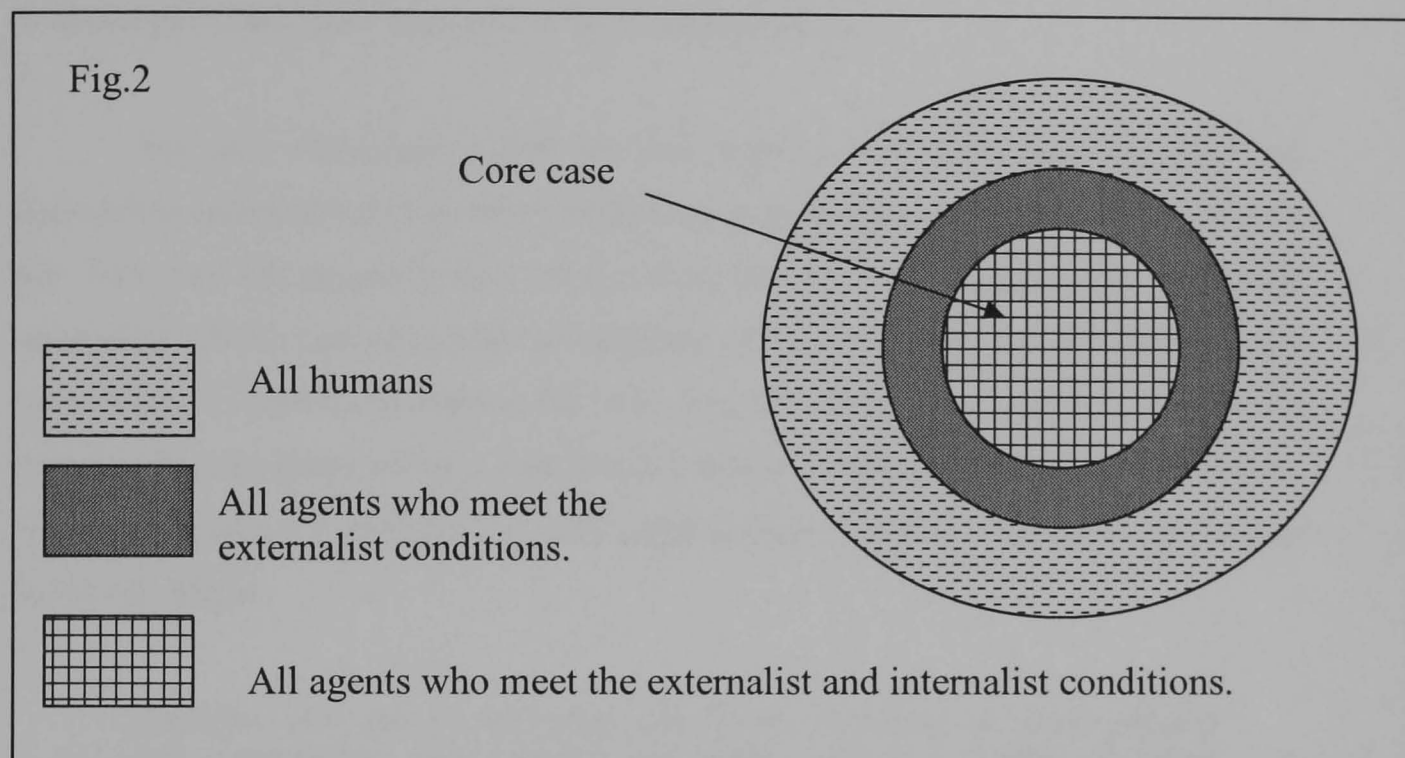 Fig.2
Core case
All humans
All agents who meet the
externalist conditions.
All agents who meet the externalist and internalist conditions.